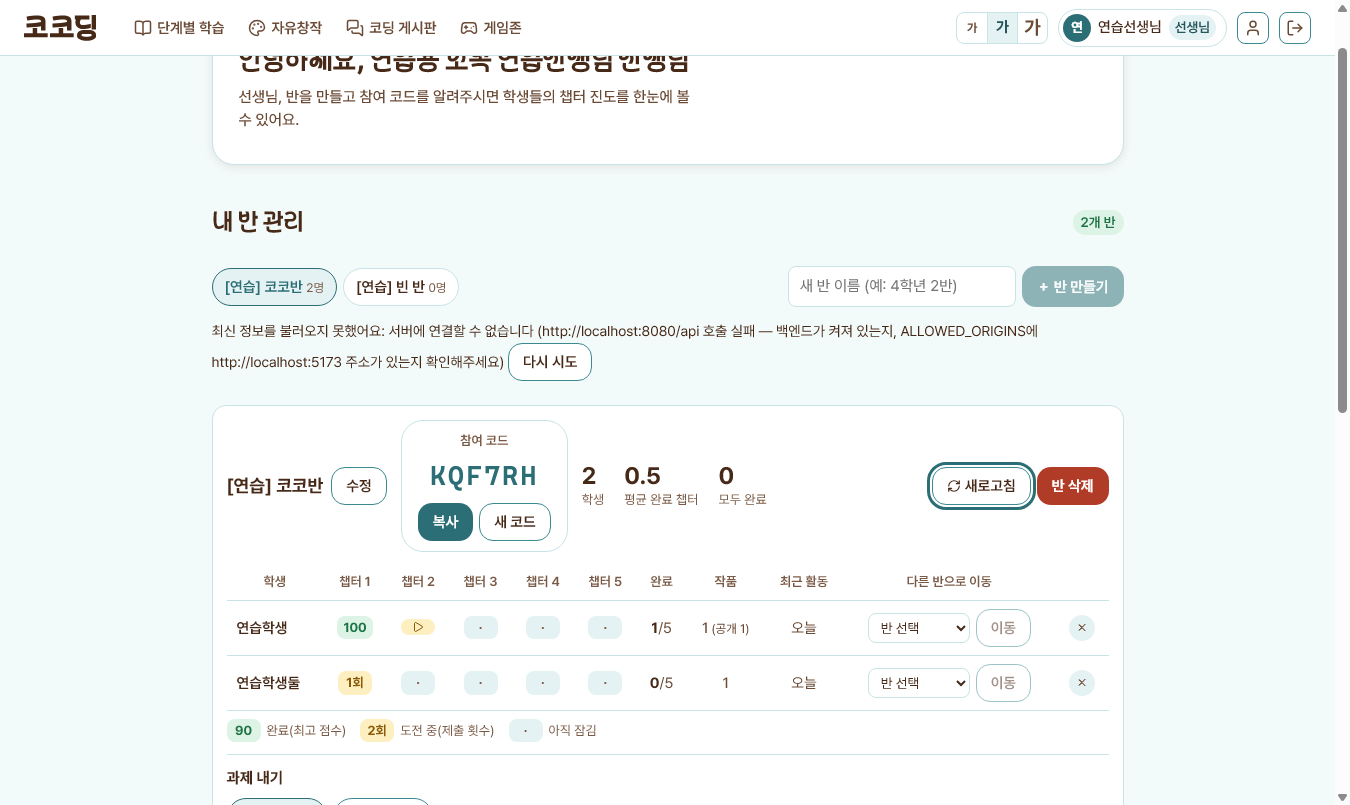 코코딩
단계별 학습
자유창작
코딩 게시판
게임존
가 가 가
연 연습선생님 선생님
선생님, 반을 만들고 참여 코드를 알려주시면 학생들의 챕터 진도를 한눈에 볼
수 있어요.
내 반 관리
2개 반
[연습] 코코반 2명
[연습] 빈 반 0명
새 반 이름 (예: 4학년 2반)
+ 반 만들기
최신 정보를 불러오지 못했어요: 서버에 연결할 수 없습니다 (http://localhost:8080/api 호출 실패 — 백엔드가 켜져 있는지, ALLOWED_ORIGINS에
http://localhost:5173 주소가 있는지 확인해주세요) 다시 시도
[연습] 코코반 수정
참여 코드
KQF7RH
복사 새 코드
2 0.5 0
학생 평균 완료 챕터 모두 완료
새로고침 반 삭제
학생 챕터 1 챕터 2 챕터 3 챕터 4 챕터 5 완료 작품 최근 활동 다른 반으로 이동
연습학생 100 · · · 1/5 1 (공개 1) 오늘 반 선택 이동 ×
연습학생둘 1회 · · · · 0/5 1 오늘 반 선택 이동 ×
90 완료(최고 점수) 2회 도전 중(제출 횟수) · 아직 잠김
과제 내기